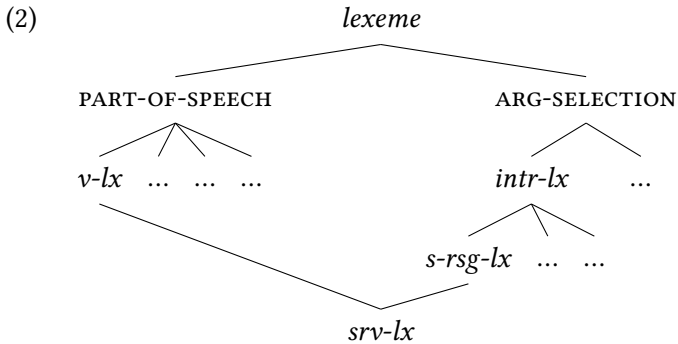 (2) lexeme
PART-OF-SPEECH ARG-SELECTION
v-lx ... ... ... intr-lx ...
s-rsg-lx ... ...
srv-lx